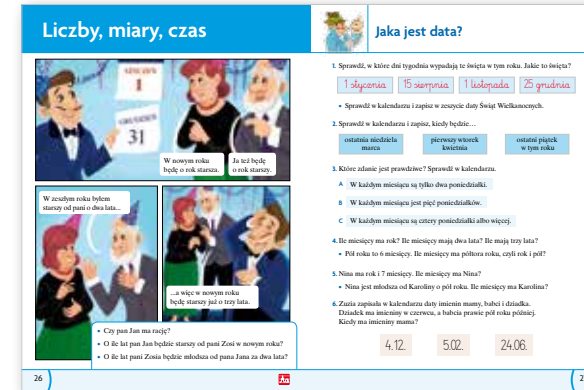 Liczby, miary, czas
STYCZEŃ
1
GRUDZIEŃ
31
W nowym roku
będę o rok starsza.
Ja też będę
o rok starszy.
W zeszłym roku byłem
starszy od pani o dwa lata...
...a więc w nowym roku
będę starszy już o trzy lata.
• Czy pan Jan ma rację?
• O ile lat pan Jan będzie starszy od pani Zosi w nowym roku?
• O ile lat pani Zosia będzie młodsza od pana Jana za dwa lata?
26
Jaka jest data?
1. Sprawdź, w które dni tygodnia wypadają te święta w tym roku. Jakie to święta?
1 stycznia 15 sierpnia 1 listopada 25 grudnia
• Sprawdź w kalendarzu i zapisz w zeszycie daty Świąt Wielkanocnych.
2. Sprawdź w kalendarzu i zapisz, kiedy będzie...
ostatnia niedziela
marca
pierwszy wtorek
kwietnia
ostatni piątek
w tym roku
3. Które zdanie jest prawdziwe? Sprawdź w kalendarzu.
A W każdym miesiącu są tylko dwa poniedziałki.
B W każdym miesiącu jest pięć poniedziałków.
C W każdym miesiącu są cztery poniedziałki albo więcej.
4. Ile miesięcy ma rok? Ile miesięcy mają dwa lata? Ile mają trzy lata?
• Pół roku to 6 miesięcy. Ile miesięcy ma półtora roku, czyli rok i pół?
5. Nina ma rok i 7 miesięcy. Ile miesięcy ma Nina?
• Nina jest młodsza od Karoliny o pół roku. Ile miesięcy ma Karolina?
6. Zuzia zapisała w kalendarzu daty imienin mamy, babci i dziadka.
Dziadek ma imieniny w czerwcu, a babcia prawie pół roku później.
Kiedy ma imieniny mama?
4.12. 5.02. 24.06.